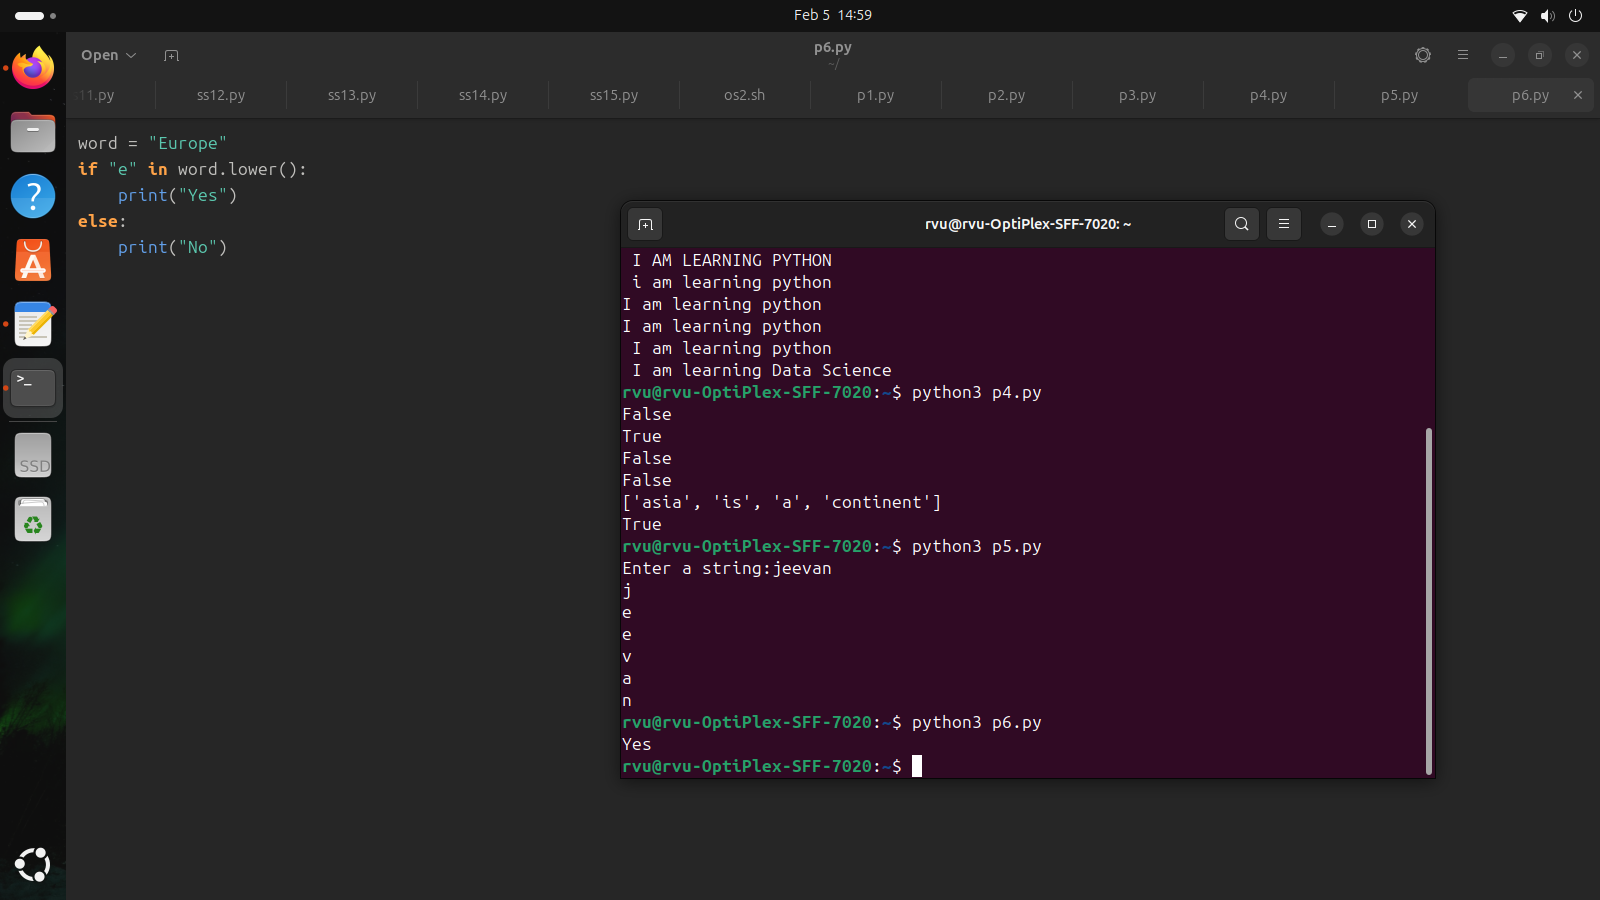 Feb 5 14:59
Open
p6.py
~/
11.py
ss12.py
ss13.py
ss14.py
ss15.py
os2.sh
p1.py
p2.py
p3.py
p4.py
p5.py
p6.py
word = "Europe"
if "e" in word.lower():
    print("Yes")
else:
    print("No")
rvu@rvu-OptiPlex-SFF-7020: ~
 I AM LEARNING PYTHON
 i am learning python
I am learning python
I am learning python
 I am learning python
 I am learning Data Science
rvu@rvu-OptiPlex-SFF-7020:~$ python3 p4.py
False
True
False
False
['asia', 'is', 'a', 'continent']
True
rvu@rvu-OptiPlex-SFF-7020:~$ python3 p5.py
Enter a string:jeevan
j
e
e
v
a
n
rvu@rvu-OptiPlex-SFF-7020:~$ python3 p6.py
Yes
rvu@rvu-OptiPlex-SFF-7020:~$
>_
SSD